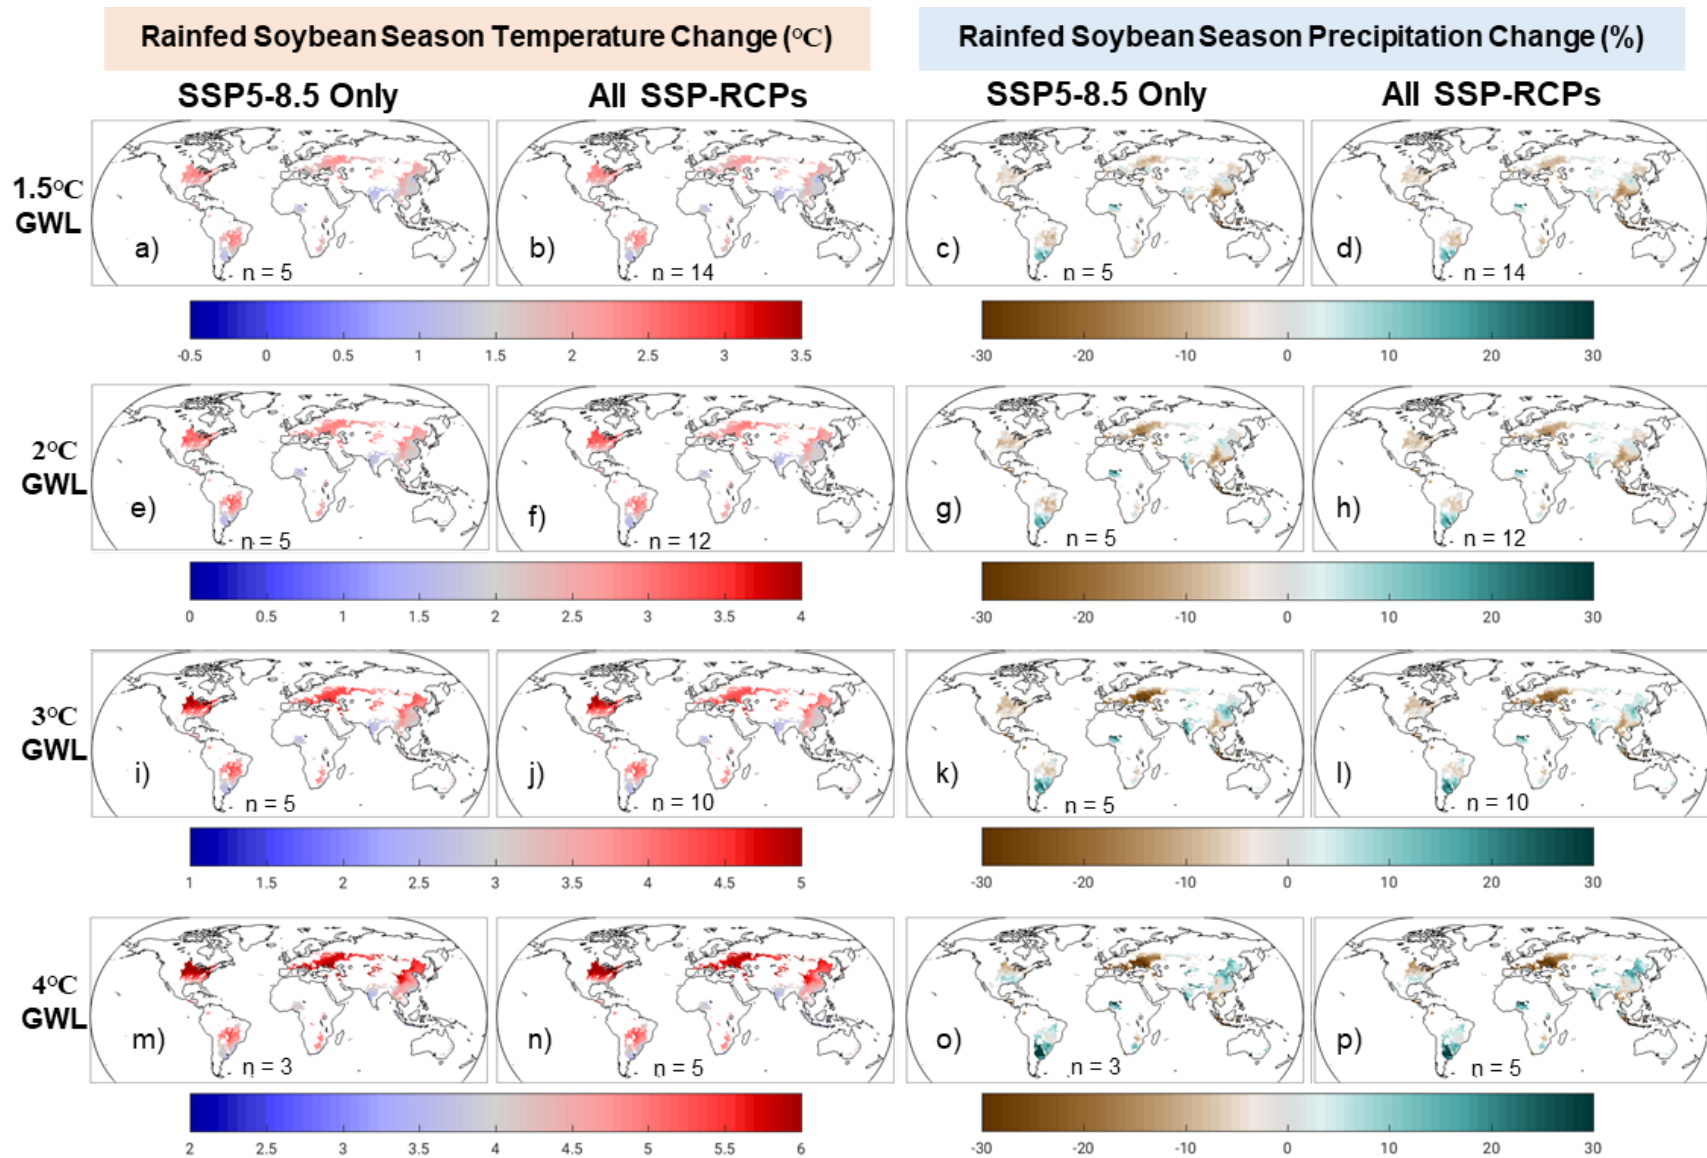 Rainfed Soybean Season Temperature Change (°C)
Rainfed Soybean Season Precipitation Change (%)
SSP5-8.5 Only
All SSP-RCPs
SSP5-8.5 Only
All SSP-RCPs
1.5°C
GWL
a)
n = 5
b)
n = 14
c)
n = 5
d)
n = 14
-0.5 0 0.5 1 1.5 2 2.5 3 3.5
-30 -20 -10 0 10 20 30
2°C
GWL
e)
n = 5
f)
n = 12
g)
n = 5
h)
n = 12
0 0.5 1 1.5 2 2.5 3 3.5 4
-30 -20 -10 0 10 20 30
3°C
GWL
i)
n = 5
j)
n = 10
k)
n = 5
l)
n = 10
1 1.5 2 2.5 3 3.5 4 4.5 5
-30 -20 -10 0 10 20 30
4°C
GWL
m)
n = 3
n)
n = 5
o)
n = 3
p)
n = 5
2 2.5 3 3.5 4 4.5 5 5.5 6
-30 -20 -10 0 10 20 30